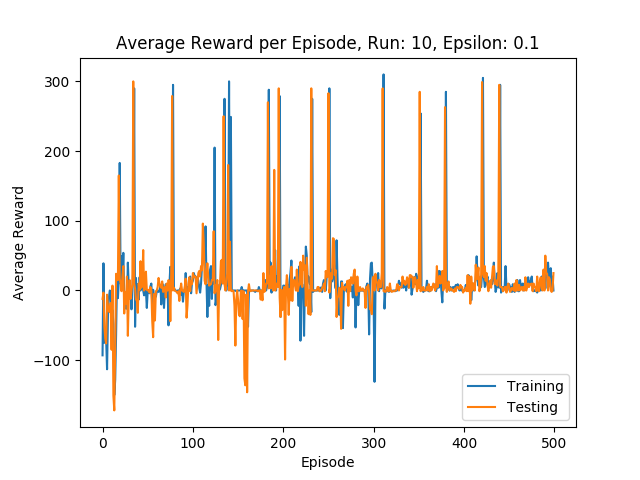 Average Reward per Episode, Run: 10, Epsilon: 0.1
Average Reward
300
200
100
0
−100
0
100
200
300
400
500
Episode
Training
Testing